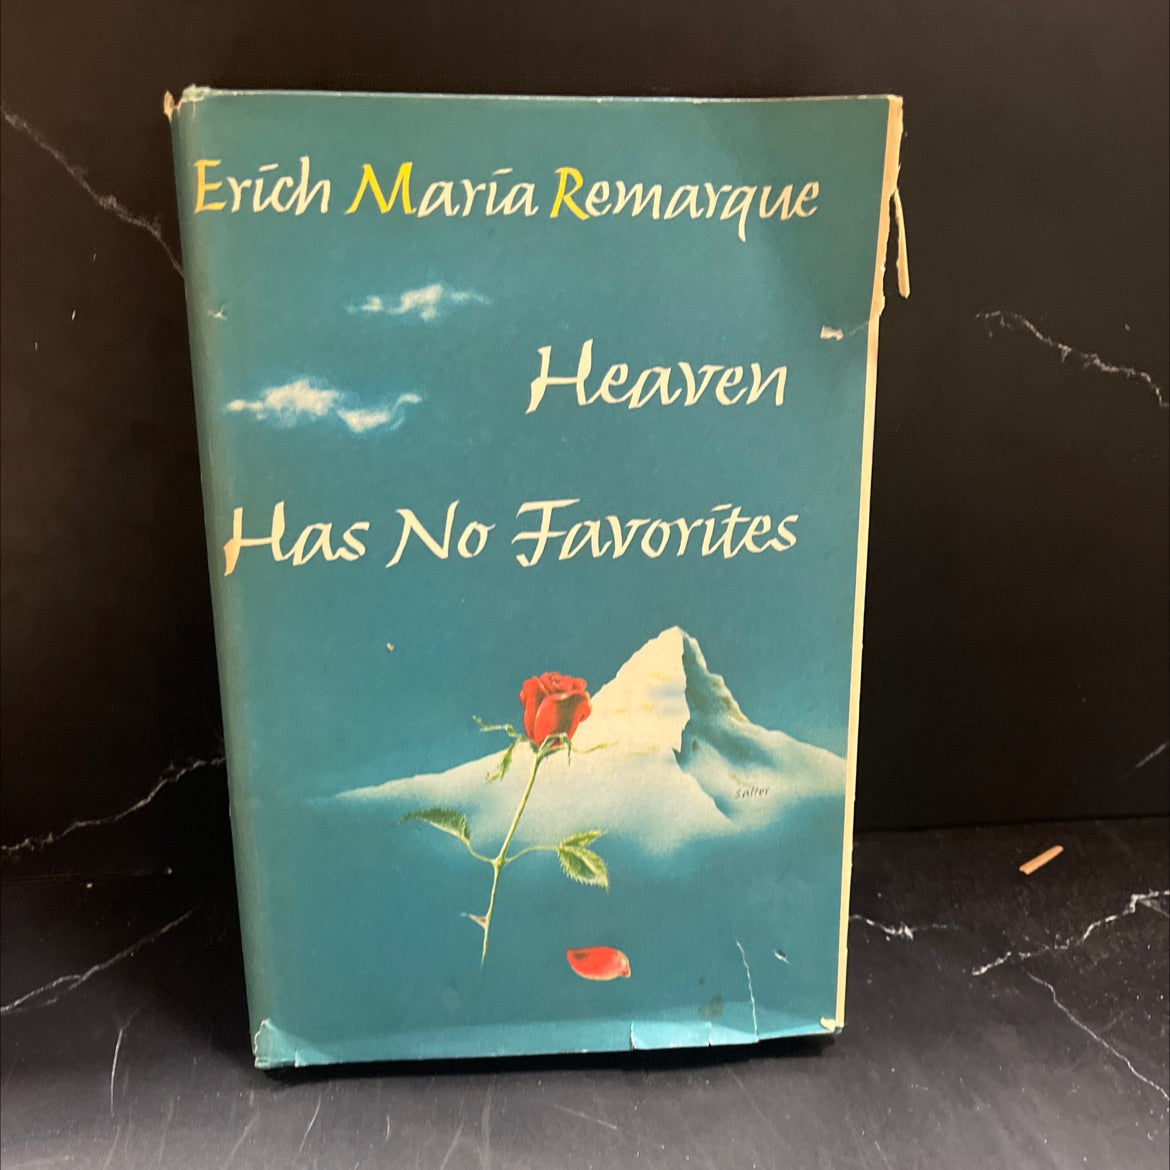 Erich Maria Remarque
Heaven
Has No Favorites
Salter